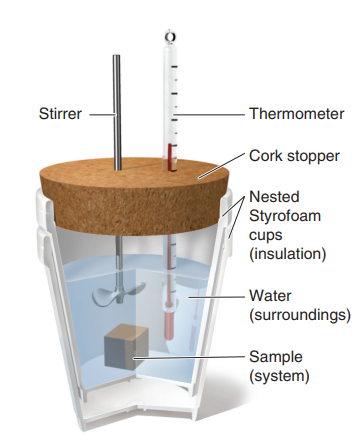 Stirrer
Thermometer
Cork stopper
Nested
Styrofoam
cups
(insulation)
Water
(surroundings)
Sample
(system)